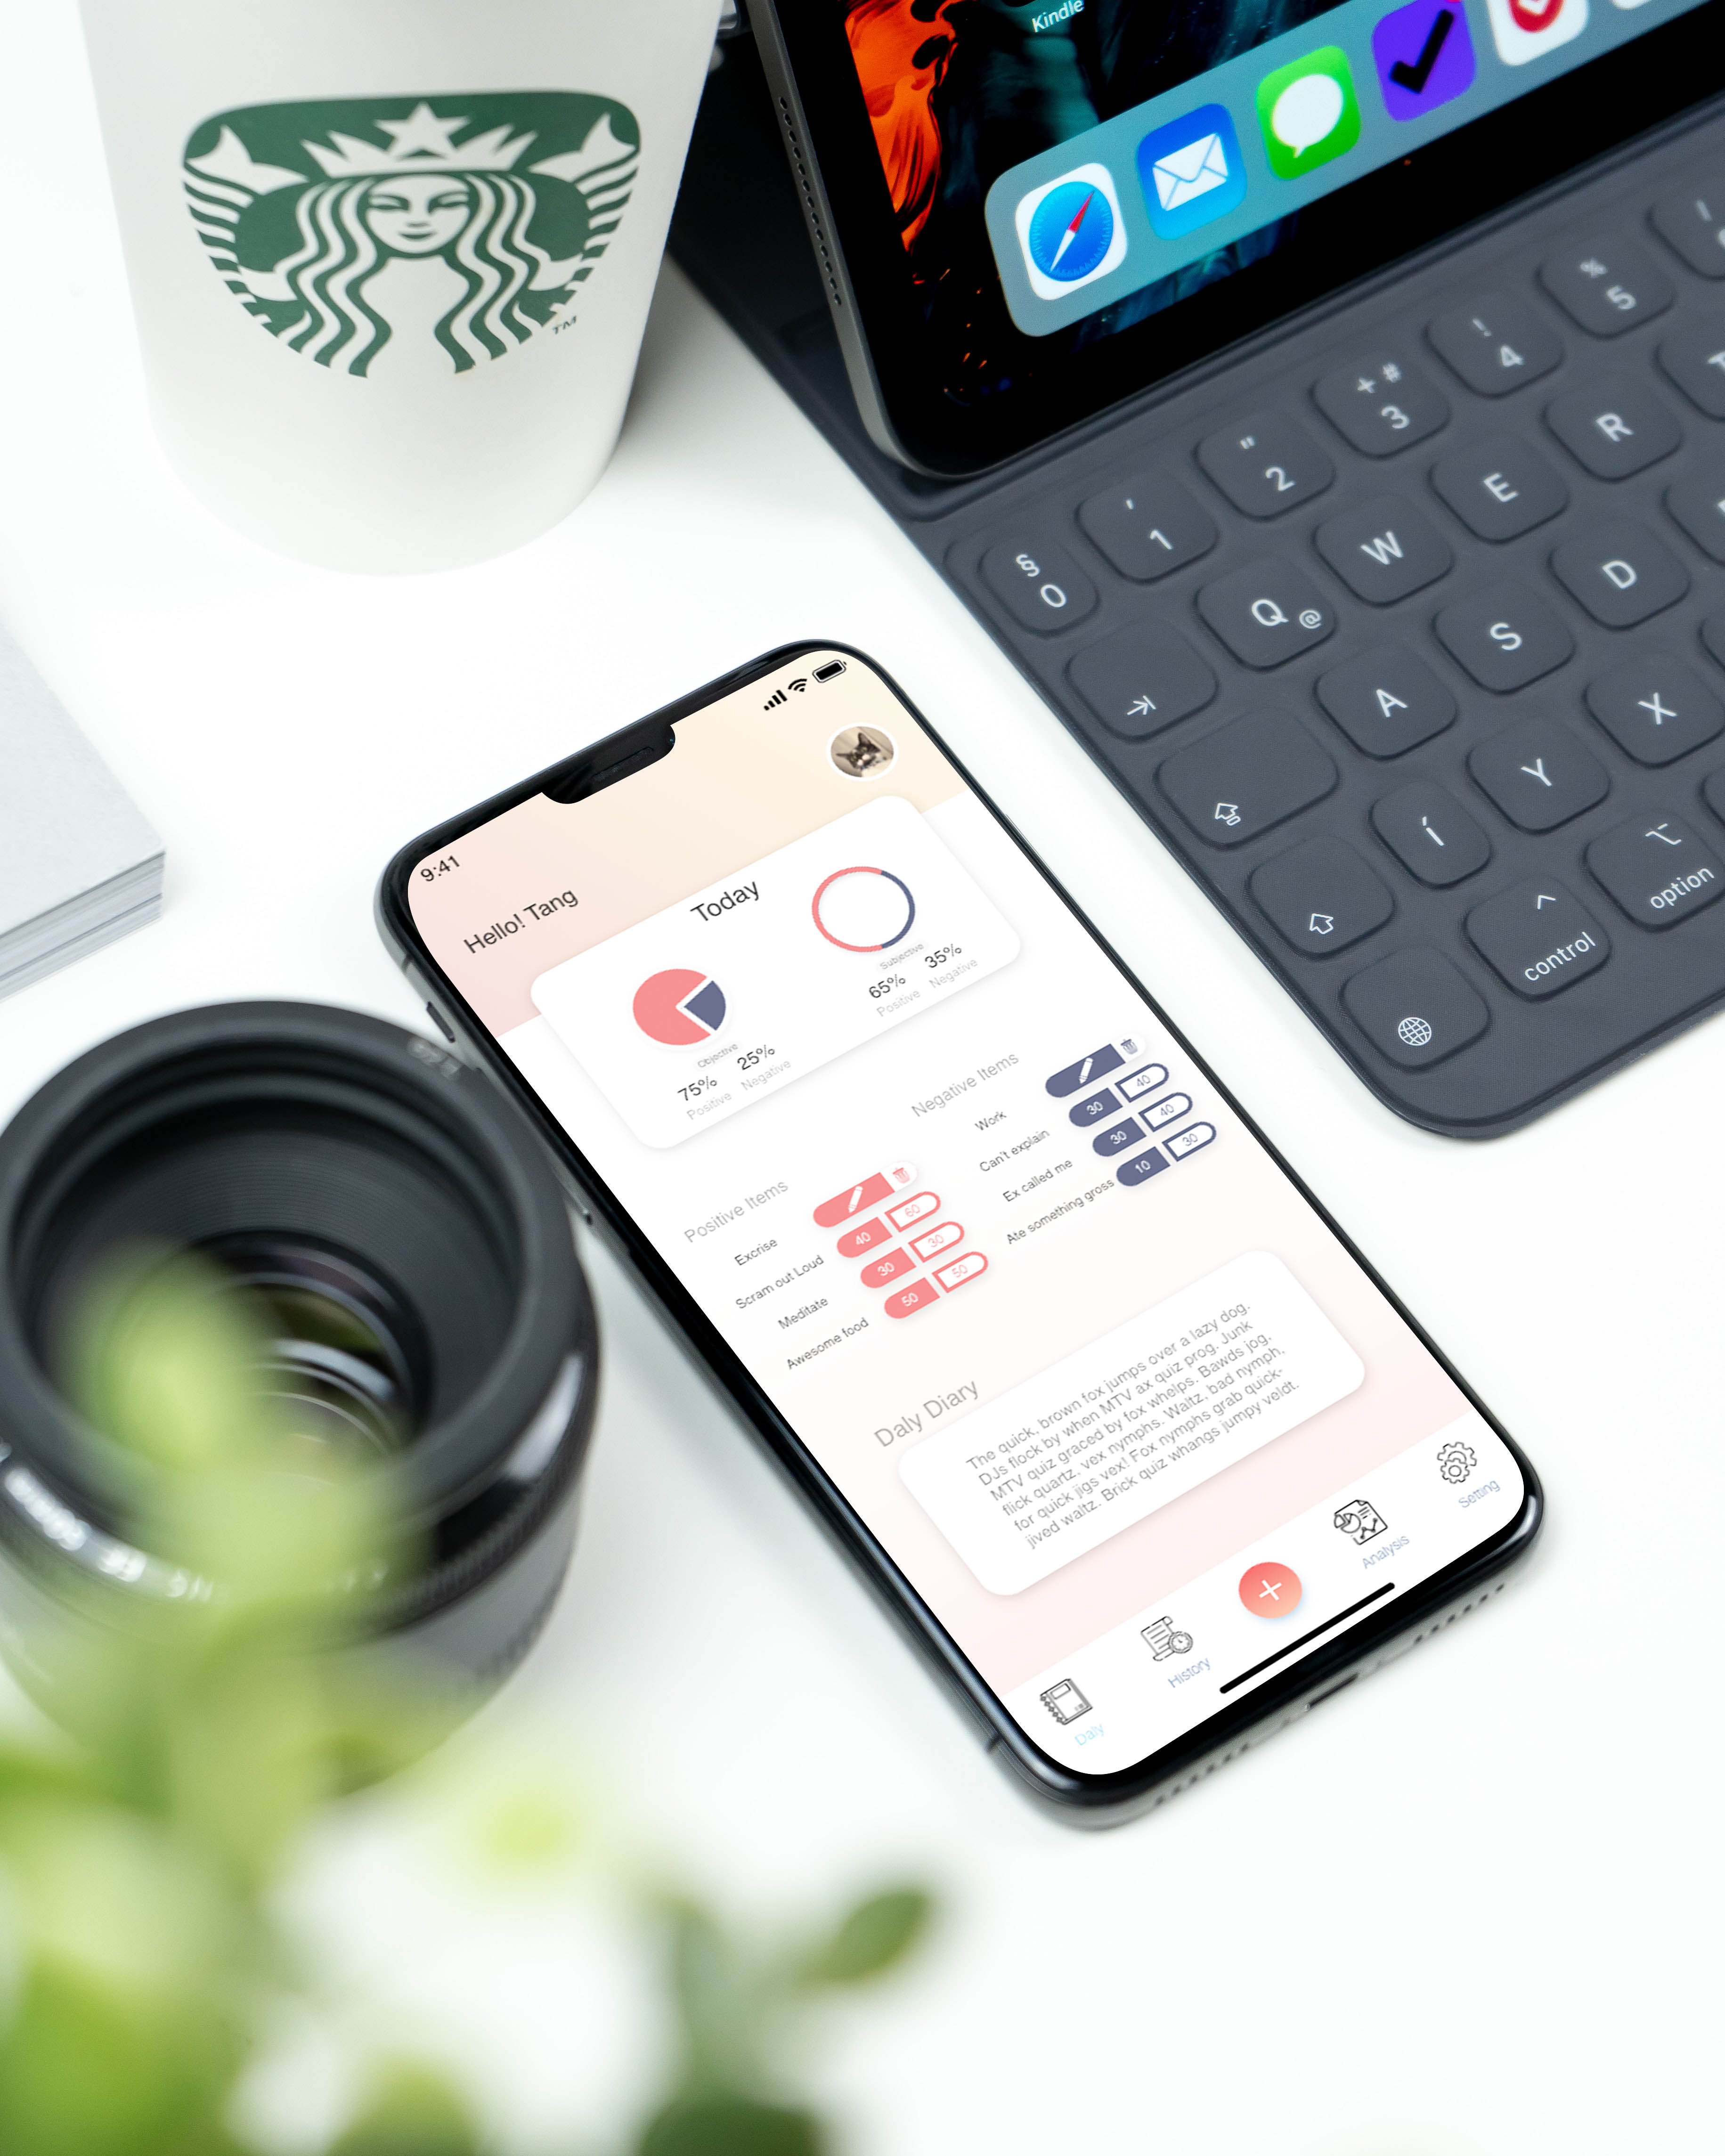 TM
Kindle
' 1
" 2
+ # 3
! 4
% 5
§ 0
Q @
W
E
R
A
S
D
Í
Y
X
control
option
9:41
Hello! Tang
Today
Objective
75% 25%
Positive Negative
Subjective
65% 35%
Positive Negative
Positive Items
Excrise 40 60
Scram out Loud 30 30
Meditate 50 50
Awesome food
Negative Items
Work 30 40
Can't explain 30 40
Ex called me 10 30
Ate something gross
Daly Diary
The quick, brown fox jumps over a lazy dog.
DJs flock by when MTV ax quiz prog. Junk
MTV quiz graced by fox whelps. Bawds jog,
flick quartz, vex nymphs. Waltz, bad nymph,
for quick jigs vex! Fox nymphs grab quick-
jived waltz. Brick quiz whangs jumpy veldt.
Daly
History
Analysis
Setting